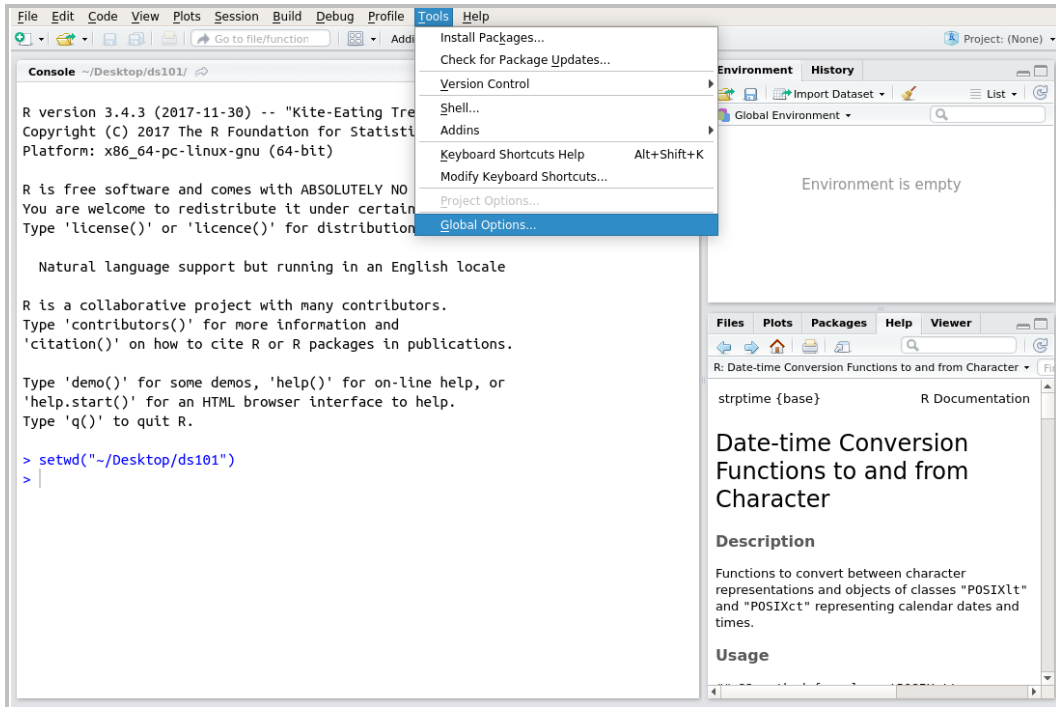 File Edit Code View Plots Session Build Debug Profile Tools Help
Go to file/function
Project: (None)
Install Packages...
Check for Package Updates...
Version Control
Shell...
Addins
Keyboard Shortcuts Help Alt+Shift+K
Modify Keyboard Shortcuts...
Project Options...
Global Options...
Console ~/Desktop/ds101/
R version 3.4.3 (2017-11-30) -- "Kite-Eating Tre
Copyright (C) 2017 The R Foundation for Statisti
Platform: x86_64-pc-linux-gnu (64-bit)
R is free software and comes with ABSOLUTELY NO
You are welcome to redistribute it under certain
Type 'license()' or 'licence()' for distribution
Natural language support but running in an English locale
R is a collaborative project with many contributors.
Type 'contributors()' for more information and
'citation()' on how to cite R or R packages in publications.
Type 'demo()' for some demos, 'help()' for on-line help, or
'help.start()' for an HTML browser interface to help.
Type 'q()' to quit R.
> setwd("~/Desktop/ds101")
>
Environment History
Import Dataset List
Global Environment
Environment is empty
Files Plots Packages Help Viewer
R: Date-time Conversion Functions to and from Character
strptime {base} R Documentation
Date-time Conversion
Functions to and from
Character
Description
Functions to convert between character
representations and objects of classes "POSIXlt"
and "POSIXct" representing calendar dates and
times.
Usage